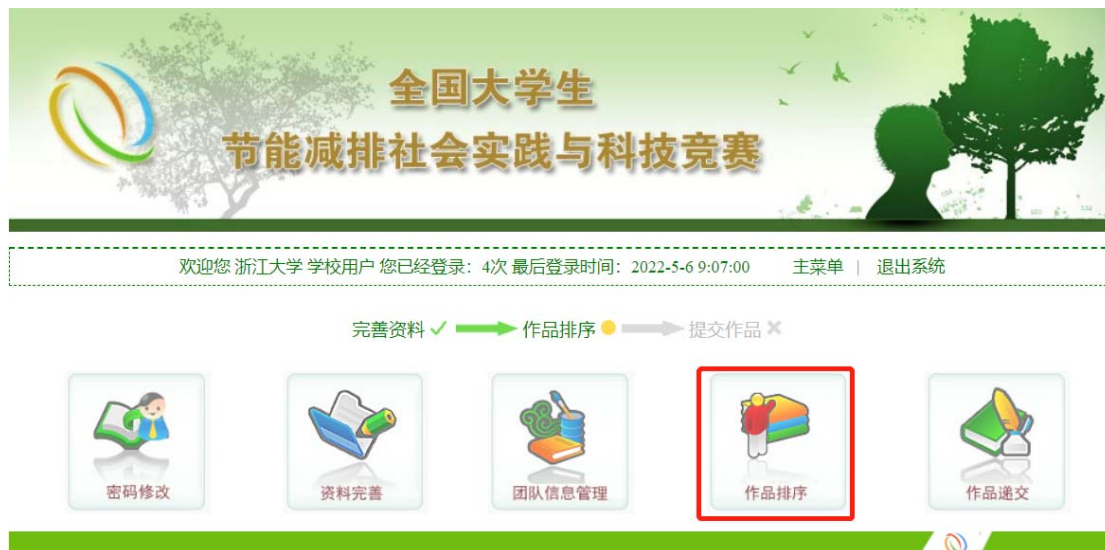 全国大学生
节能减排社会实践与科技竞赛
欢迎您 浙江大学 学校用户 您已经登录：4次 最后登录时间：2022-5-6 9:07:00 主菜单 | 退出系统
完善资料 作品排序 提交作品
密码修改 资料完善 团队信息管理 作品排序 作品递交